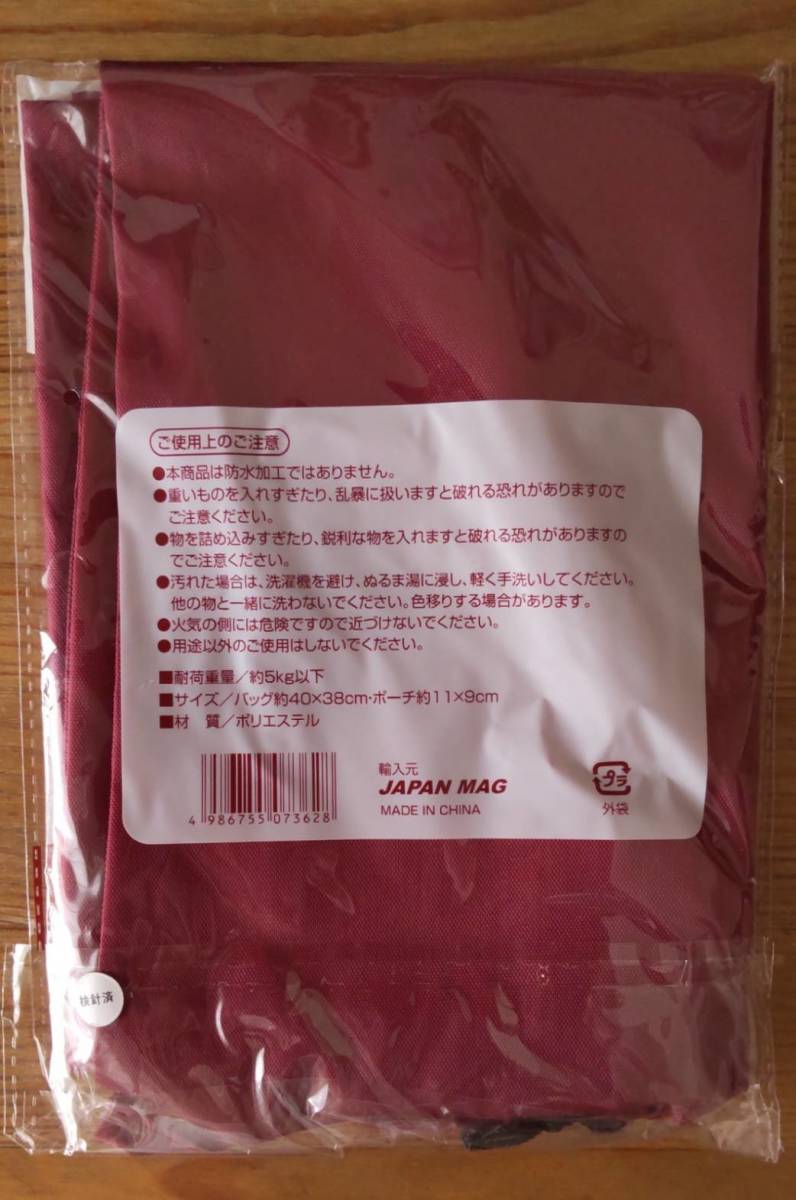 ご使用上のご注意
●本商品は防水加工ではありません。
●重いものを入れすぎたり、乱暴に扱いますと破れる恐れがありますので
ご注意ください。
●物を詰め込みすぎたり、鋭利な物を入れますと破れる恐れがありますの
でご注意ください。
●汚れた場合は、洗濯機を避け、ぬるま湯に浸し、軽く手洗いしてください。
他の物と一緒に洗わないでください。色移りする場合があります。
●火気の側には危険ですので近づけないでください。
●用途以外のご使用はしないでください。
■耐荷重量/約5kg以下
■サイズ/バッグ約40×38cm・ポーチ約11×9cm
■材 質/ポリエステル
4 986755 073628
輸入元
JAPAN MAG
MADE IN CHINA
プラ
外袋
検針済